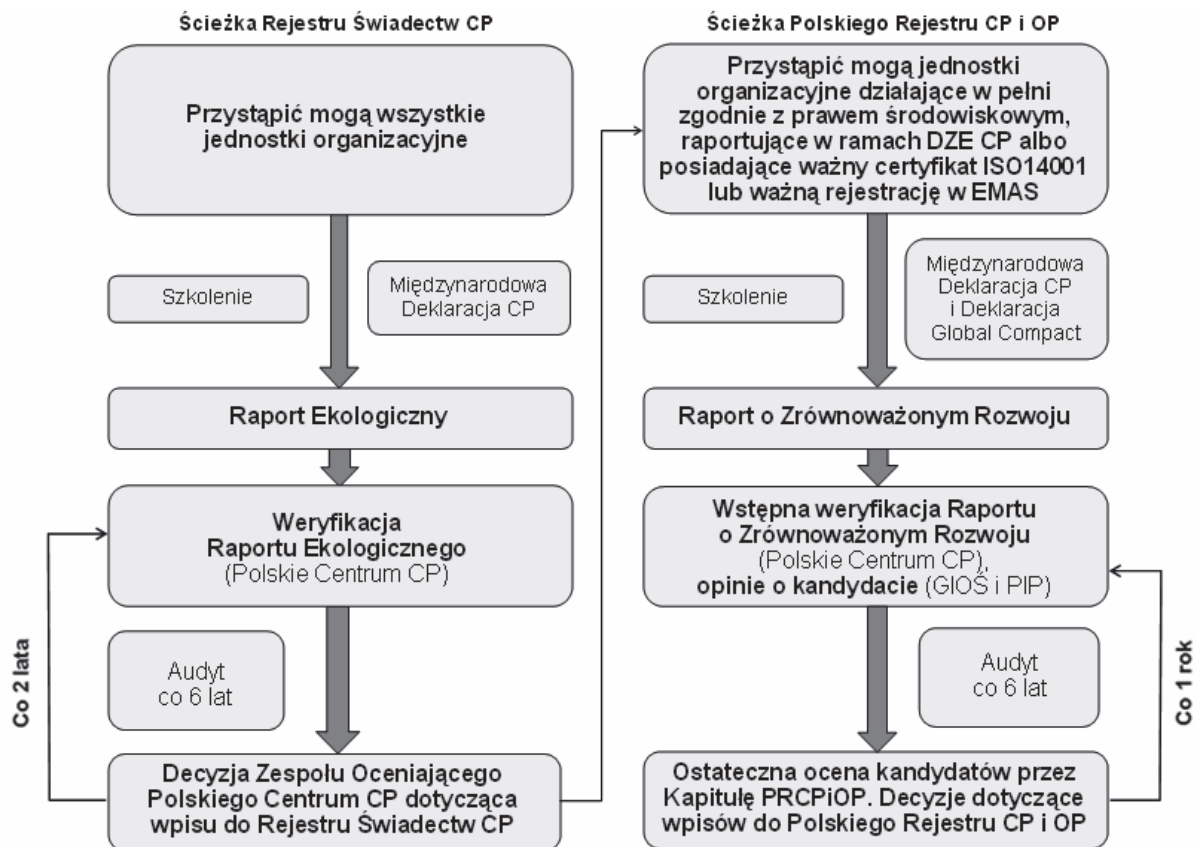 Ścieżka Rejestru Świadectw CP
Przystąpić mogą wszystkie
jednostki organizacyjne
Szkolenie
Międzynarodowa
Deklaracja CP
Raport Ekologiczny
Weryfikacja
Raportu Ekologicznego
(Polskie Centrum CP)
Co 2 lata
Audyt
co 6 lat
Decyzja Zespołu Oceniającego
Polskiego Centrum CP dotycząca
wpisu do Rejestru Świadectw CP
Ścieżka Polskiego Rejestru CP i OP
Przystąpić mogą jednostki
organizacyjne działające w pełni
zgodnie z prawem środowiskowym,
raportujące w ramach DZE CP albo
posiadające ważny certyfikat ISO14001
lub ważną rejestrację w EMAS
Szkolenie
Międzynarodowa
Deklaracja CP
i Deklaracja
Global Compact
Raport o Zrównoważonym Rozwoju
Wstępna weryfikacja Raportu
o Zrównoważonym Rozwoju
(Polskie Centrum CP),
opinie o kandydacie (GIOŚ i PIP)
Audyt
co 6 lat
Co 1 rok
Ostateczna ocena kandydatów przez
Kapitułę PRCPiOP. Decyzje dotyczące
wpisów do Polskiego Rejestru CP i OP